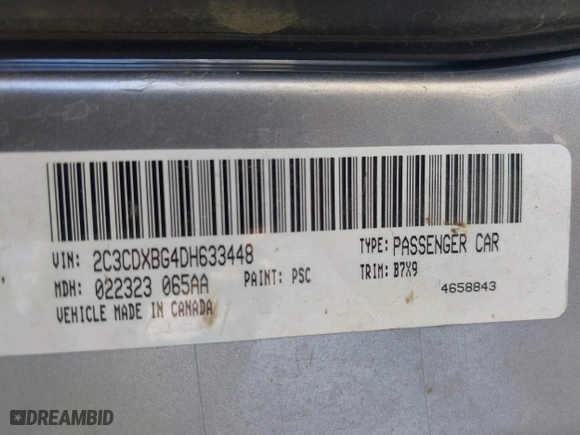 VIN: 2C3CDXBG4DH633448
TYPE: PASSENGER CAR
MDH: 022323 065AA
PAINT: PSC
TRIM: B7X9
VEHICLE MADE IN CANADA
4658843
DREAMBID